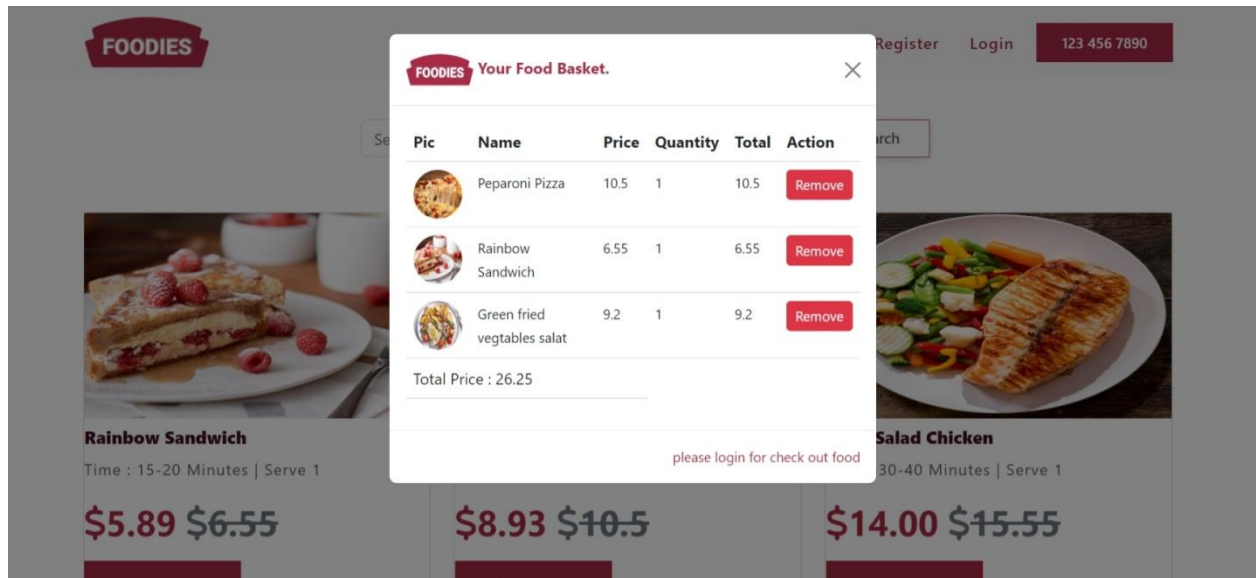 FOODIES
Register Login 123 456 7890
FOODIES Your Food Basket.
Se
rch
Pic Name Price Quantity Total Action
Peparoni Pizza 10.5 1 10.5 Remove
Rainbow 6.55 1 6.55 Remove
Sandwich
Green fried 9.2 1 9.2 Remove
vegtables salat
Total Price : 26.25
please login for check out food
Rainbow Sandwich
Salad Chicken
Time : 15-20 Minutes | Serve 1
30-40 Minutes | Serve 1
$5.89 $6.55
$8.93 $10.5
$14.00 $15.55